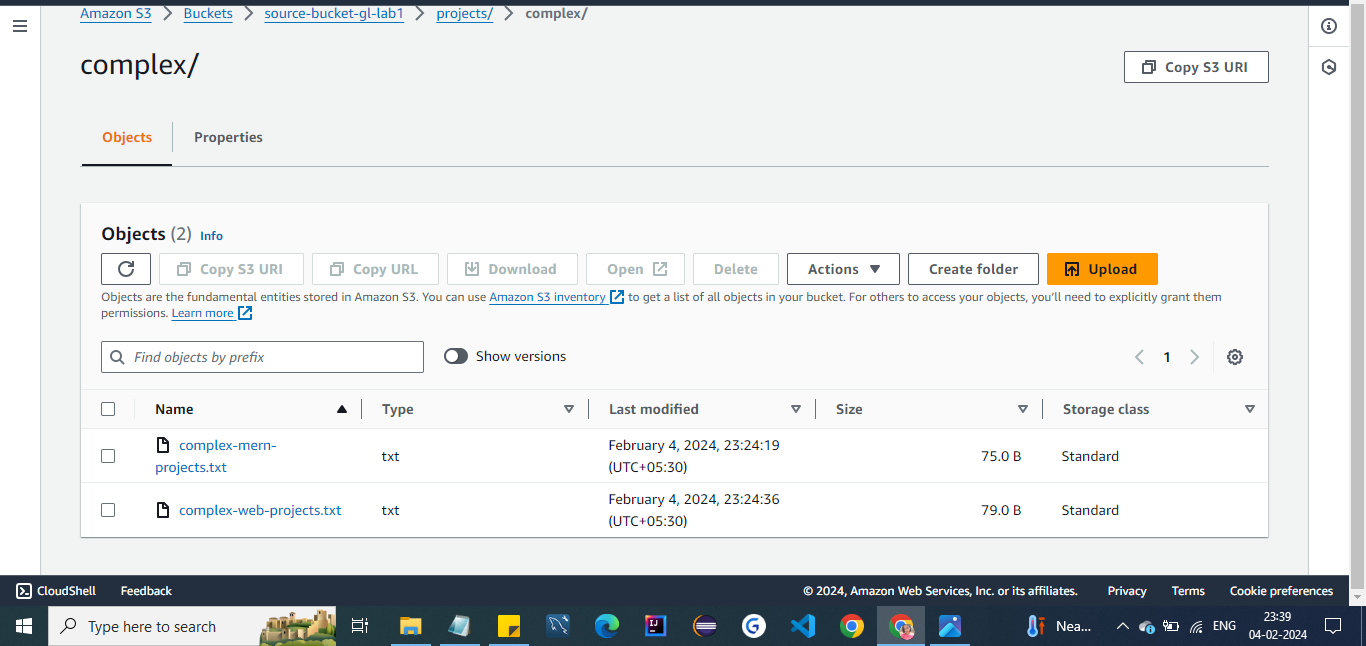 Amazon S3 > Buckets > source-bucket-gl-lab1 > projects/ > complex/
complex/
Copy S3 URI
Objects
Properties
Objects (2) Info
Copy S3 URI
Copy URL
Download
Open
Delete
Actions
Create folder
Upload
Objects are the fundamental entities stored in Amazon S3. You can use Amazon S3 inventory to get a list of all objects in your bucket. For others to access your objects, you'll need to explicitly grant them
permissions. Learn more
Find objects by prefix
Show versions
1
Name Type Last modified Size Storage class
complex-mern-
projects.txt
txt
February 4, 2024, 23:24:19
(UTC+05:30)
75.0 B
Standard
complex-web-projects.txt
txt
February 4, 2024, 23:24:36
(UTC+05:30)
79.0 B
Standard
CloudShell
Feedback
© 2024, Amazon Web Services, Inc. or its affiliates.
Privacy
Terms
Cookie preferences
Type here to search
Nea...
ENG
23:39
04-02-2024